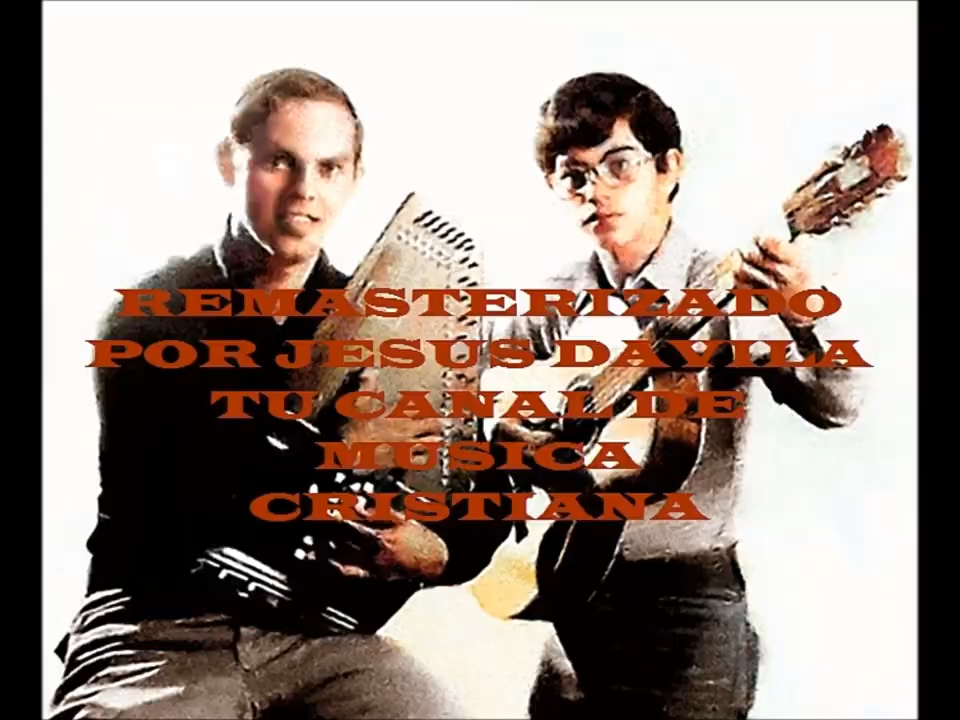 REMASTERIZADO
POR JESUS DAVILA
TU CANAL DE
MUSICA
CRISTIANA